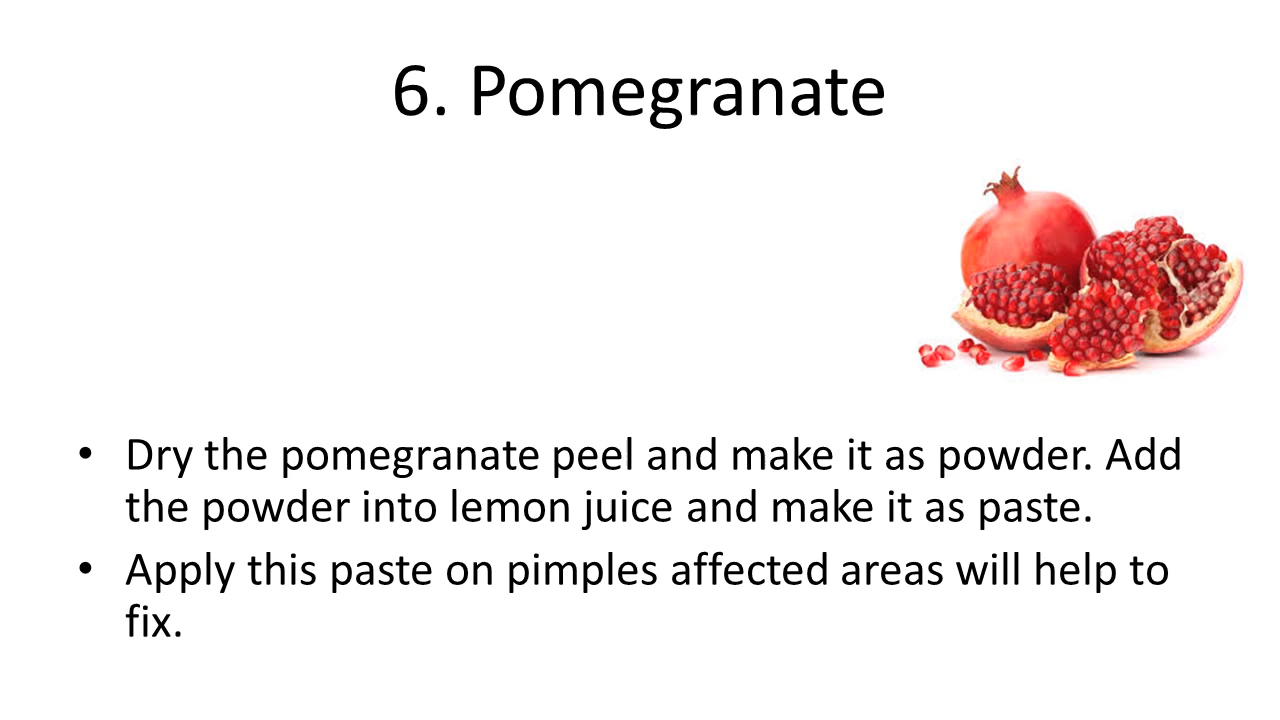 6. Pomegranate
• Dry the pomegranate peel and make it as powder. Add
the powder into lemon juice and make it as paste.
• Apply this paste on pimples affected areas will help to
fix.